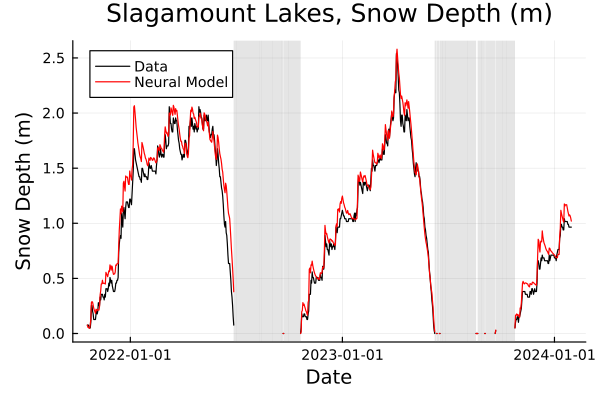 Slagamount Lakes, Snow Depth (m)
Data
Neural Model
Snow Depth (m)
2.5
2.0
1.5
1.0
0.5
0.0
2022-01-01
2023-01-01
2024-01-01
Date